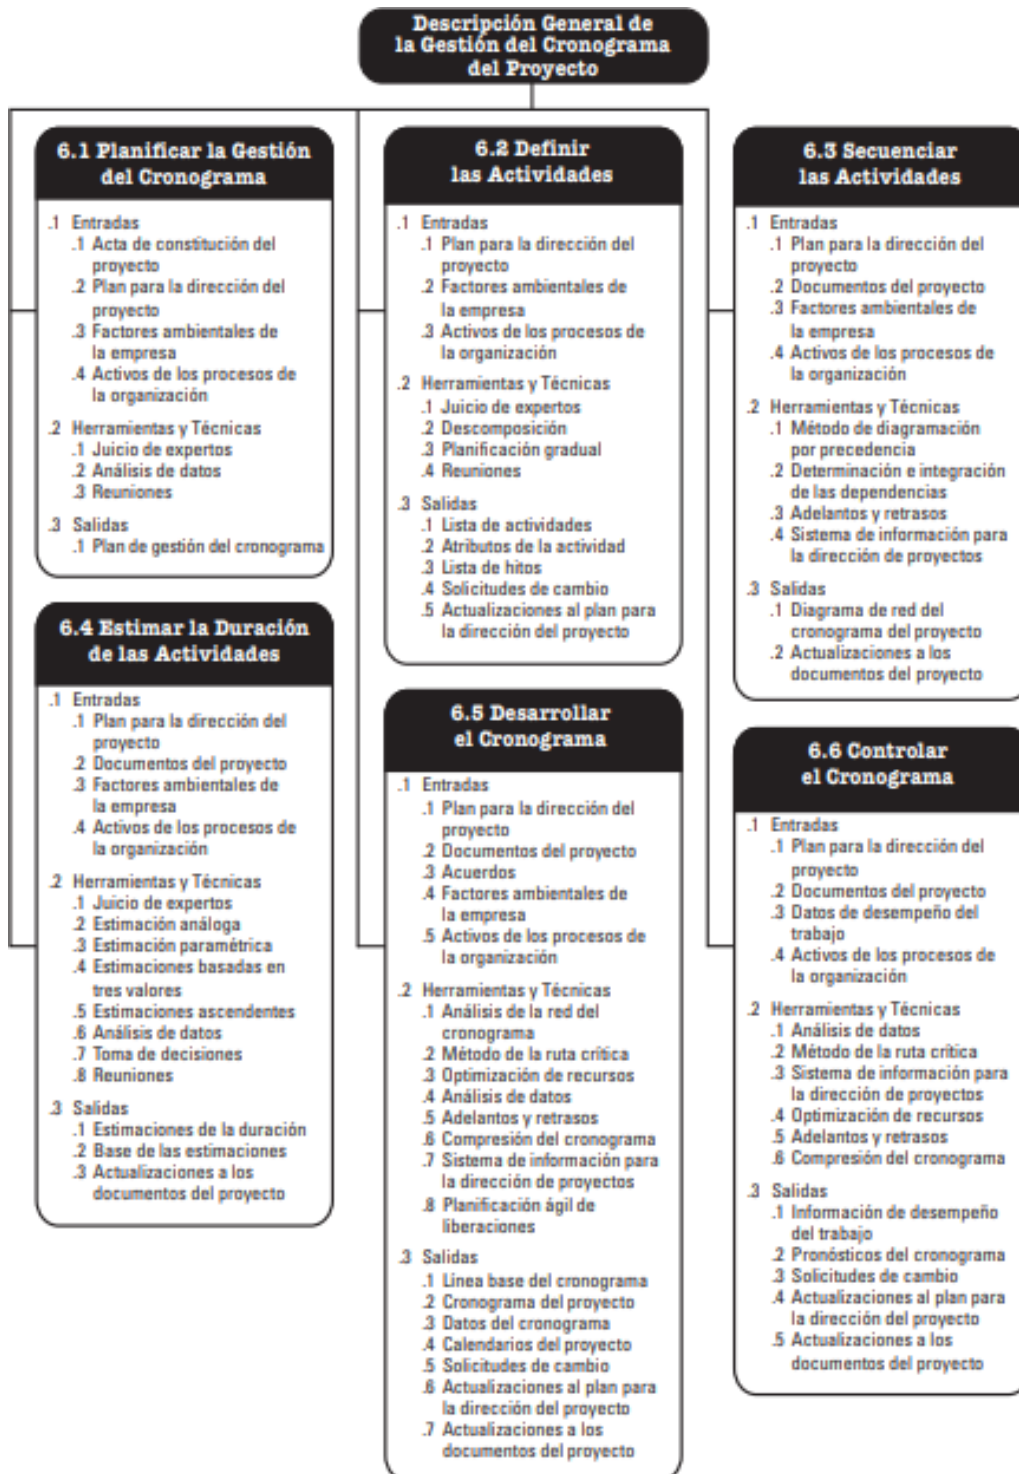 Descripción General de
la Gestión del Cronograma
del Proyecto
6.1 Planificar la Gestión
del Cronograma
.1 Entradas
.1 Acta de constitución del
proyecto
.2 Plan para la dirección del
proyecto
.3 Factores ambientales de
la empresa
.4 Activos de los procesos de
la organización
.2 Herramientas y Técnicas
.1 Juicio de expertos
.2 Análisis de datos
.3 Reuniones
.3 Salidas
.1 Plan de gestión del cronograma
6.2 Definir
las Actividades
.1 Entradas
.1 Plan para la dirección del
proyecto
.2 Factores ambientales de
la empresa
.3 Activos de los procesos de
la organización
.2 Herramientas y Técnicas
.1 Juicio de expertos
.2 Descomposición
.3 Planificación gradual
.4 Reuniones
.3 Salidas
.1 Lista de actividades
.2 Atributos de la actividad
.3 Lista de hitos
.4 Solicitudes de cambio
.5 Actualizaciones al plan para
la dirección del proyecto
6.3 Secuenciar
las Actividades
.1 Entradas
.1 Plan para la dirección del
proyecto
.2 Documentos del proyecto
.3 Factores ambientales de
la empresa
.4 Activos de los procesos de
la organización
.2 Herramientas y Técnicas
.1 Método de diagramación
por precedencia
.2 Determinación e integración
de las dependencias
.3 Adelantos y retrasos
.4 Sistema de información para
la dirección de proyectos
.3 Salidas
.1 Diagrama de red del
cronograma del proyecto
.2 Actualizaciones a los
documentos del proyecto
6.4 Estimar la Duración
de las Actividades
.1 Entradas
.1 Plan para la dirección del
proyecto
.2 Documentos del proyecto
.3 Factores ambientales de
la empresa
.4 Activos de los procesos de
la organización
.2 Herramientas y Técnicas
.1 Juicio de expertos
.2 Estimación análoga
.3 Estimación paramétrica
.4 Estimaciones basadas en
tres valores
.5 Estimaciones ascendentes
.6 Análisis de datos
.7 Toma de decisiones
.8 Reuniones
.3 Salidas
.1 Estimaciones de la duración
.2 Base de las estimaciones
.3 Actualizaciones a los
documentos del proyecto
6.5 Desarrollar
el Cronograma
.1 Entradas
.1 Plan para la dirección del
proyecto
.2 Documentos del proyecto
.3 Acuerdos
.4 Factores ambientales de
la empresa
.5 Activos de los procesos de
la organización
.2 Herramientas y Técnicas
.1 Análisis de la red del
cronograma
.2 Método de la ruta crítica
.3 Optimización de recursos
.4 Análisis de datos
.5 Adelantos y retrasos
.6 Compresión del cronograma
.7 Sistema de información para
la dirección de proyectos
.8 Planificación ágil de
liberaciones
.3 Salidas
.1 Línea base del cronograma
.2 Cronograma del proyecto
.3 Datos del cronograma
.4 Calendarios del proyecto
.5 Solicitudes de cambio
.6 Actualizaciones al plan para
la dirección del proyecto
.7 Actualizaciones a los
documentos del proyecto
6.6 Controlar
el Cronograma
.1 Entradas
.1 Plan para la dirección del
proyecto
.2 Documentos del proyecto
.3 Datos de desempeño del
trabajo
.4 Activos de los procesos de
la organización
.2 Herramientas y Técnicas
.1 Análisis de datos
.2 Método de la ruta crítica
.3 Sistema de información para
la dirección de proyectos
.4 Optimización de recursos
.5 Adelantos y retrasos
.6 Compresión del cronograma
.3 Salidas
.1 Información de desempeño
del trabajo
.2 Pronósticos del cronograma
.3 Solicitudes de cambio
.4 Actualizaciones al plan para
la dirección del proyecto
.5 Actualizaciones a los
documentos del proyecto